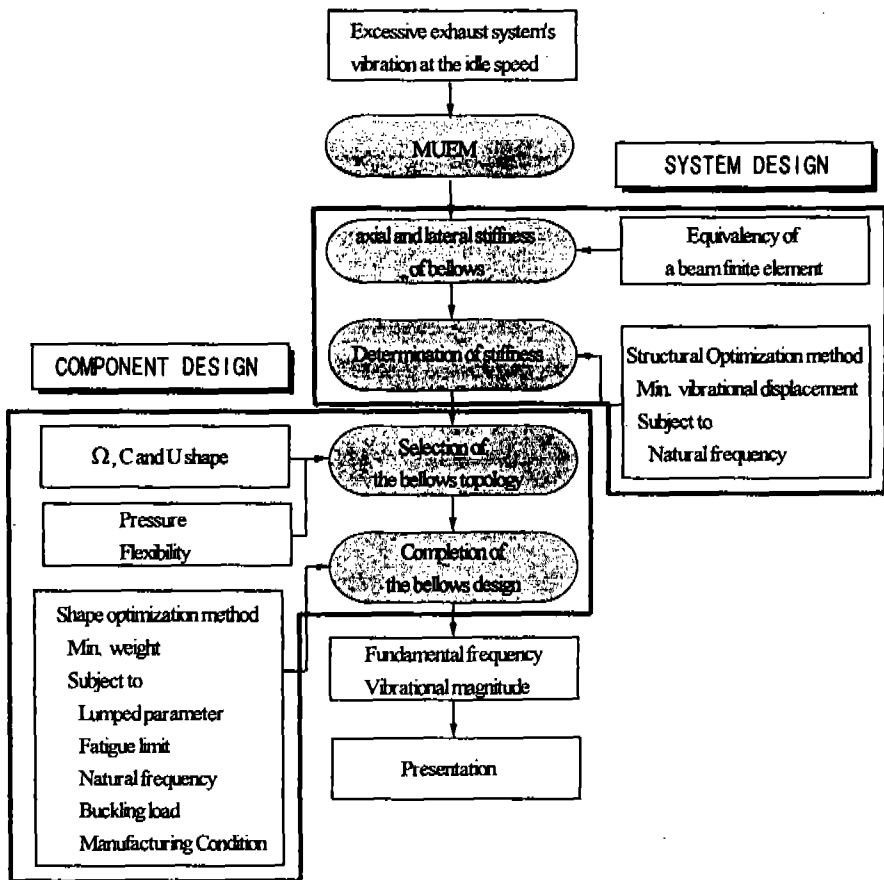 Excessive exhaust system's
vibration at the idle speed
MUEM
SYSTEM DESIGN
axial and lateral stiffness
of bellows
Equivalency of
a beam finite element
Determination of stiffness
Structural Optimization method
Min. vibrational displacement
Subject to
Natural frequency
COMPONENT DESIGN
Ω, C and U shape
Selection of
the bellows topology
Pressure
Flexibility
Completion of
the bellows design
Shape optimization method
Min. weight
Subject to
Lumped parameter
Fatigue limit
Natural frequency
Buckling load
Manufacturing Condition
Fundamental frequency
Vibrational magnitude
Presentation